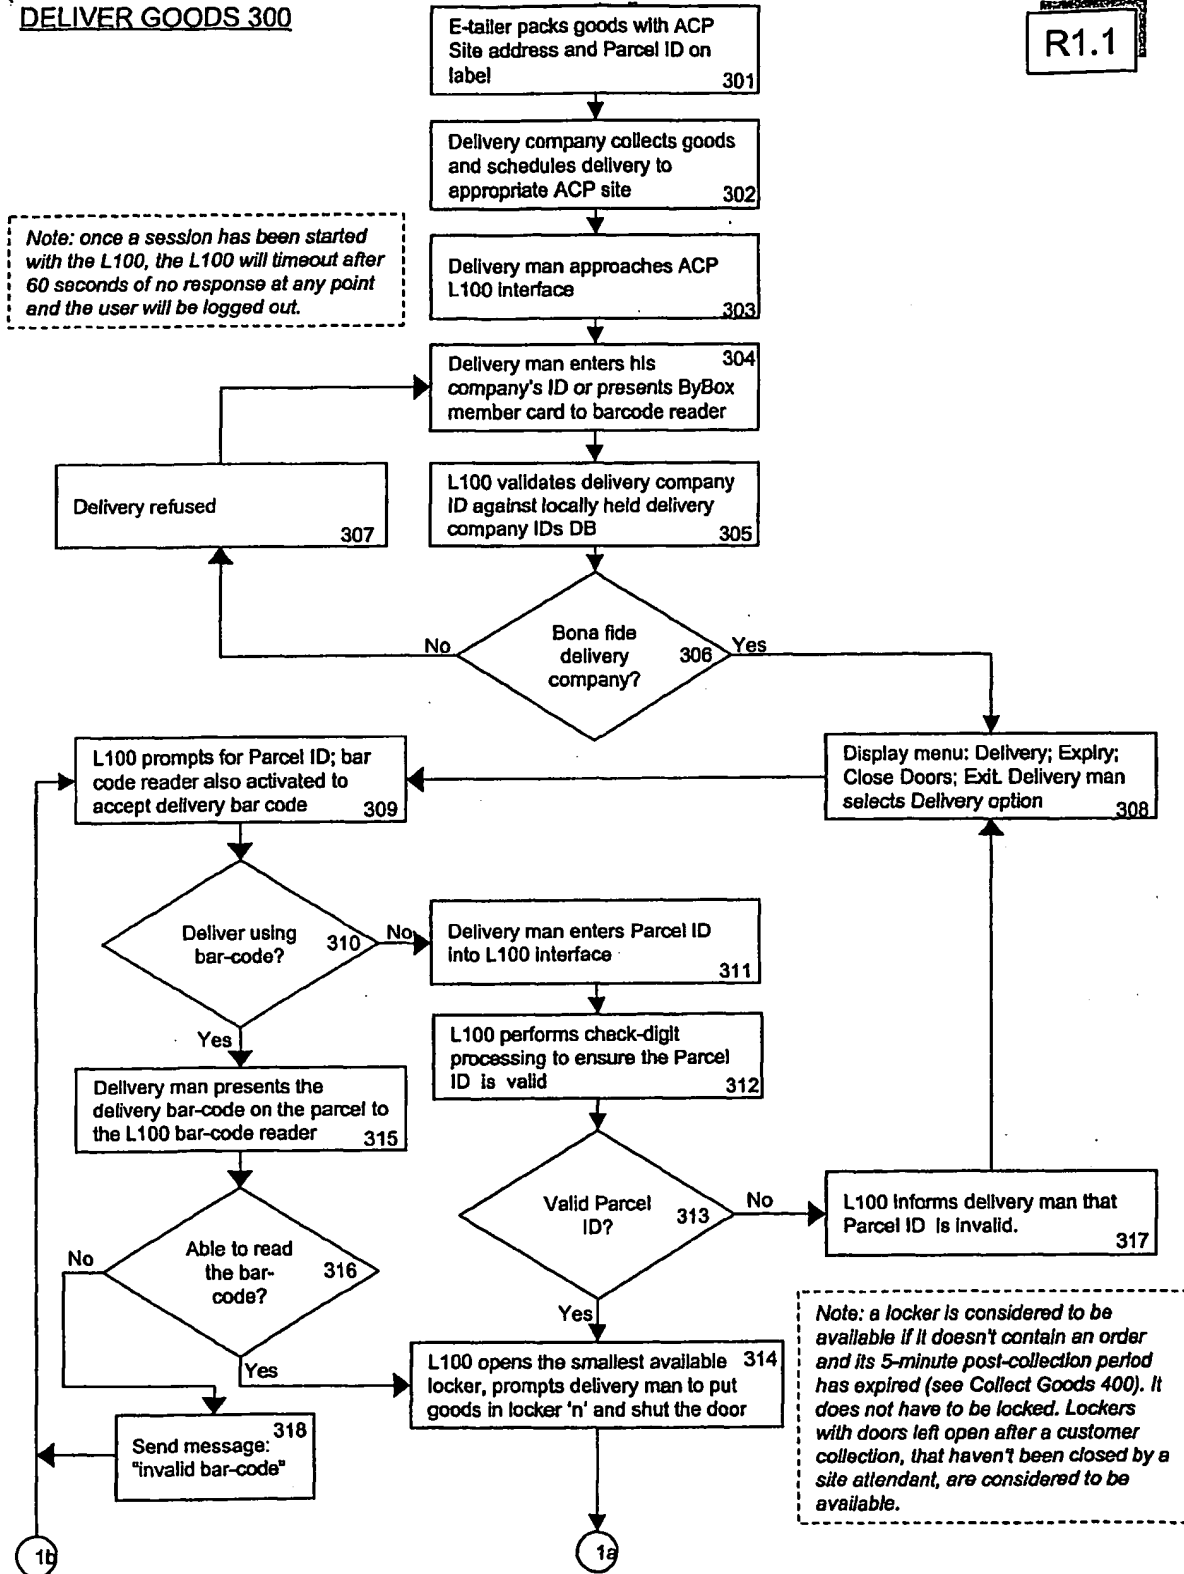 DELIVER GOODS 300
R1.1
E-tailer packs goods with ACP
Site address and Parcel ID on
label
301
Delivery company collects goods
and schedules delivery to
appropriate ACP site
302
Note: once a session has been started
with the L100, the L100 will timeout after
60 seconds of no response at any point
and the user will be logged out.
Delivery man approaches ACP
L100 interface
303
Delivery man enters his
304
company's ID or presents ByBox
member card to barcode reader
L100 validates delivery company
ID against locally held delivery
company IDs DB
305
Delivery refused
307
Bona fide
delivery
company?
306
No
Yes
L100 prompts for Parcel ID; bar
code reader also activated to
accept delivery bar code
309
Display menu: Delivery; Expiry;
Close Doors; Exit. Delivery man
selects Delivery option
308
Deliver using
bar-code?
310
No
Yes
Delivery man enters Parcel ID
into L100 interface
311
L100 performs check-digit
processing to ensure the Parcel
ID is valid
312
Delivery man presents the
delivery bar-code on the parcel to
the L100 bar-code reader
315
Valid Parcel
ID?
313
No
Yes
L100 informs delivery man that
Parcel ID is invalid.
317
Able to read
the bar-
code?
316
No
Yes
L100 opens the smallest available
314
locker, prompts delivery man to put
goods in locker 'n' and shut the door
318
Send message:
"invalid bar-code"
Note: a locker is considered to be
available if it doesn't contain an order
and its 5-minute post-collection period
has expired (see Collect Goods 400). It
does not have to be locked. Lockers
with doors left open after a customer
collection, that haven't been closed by a
site attendant, are considered to be
available.
1b
1a